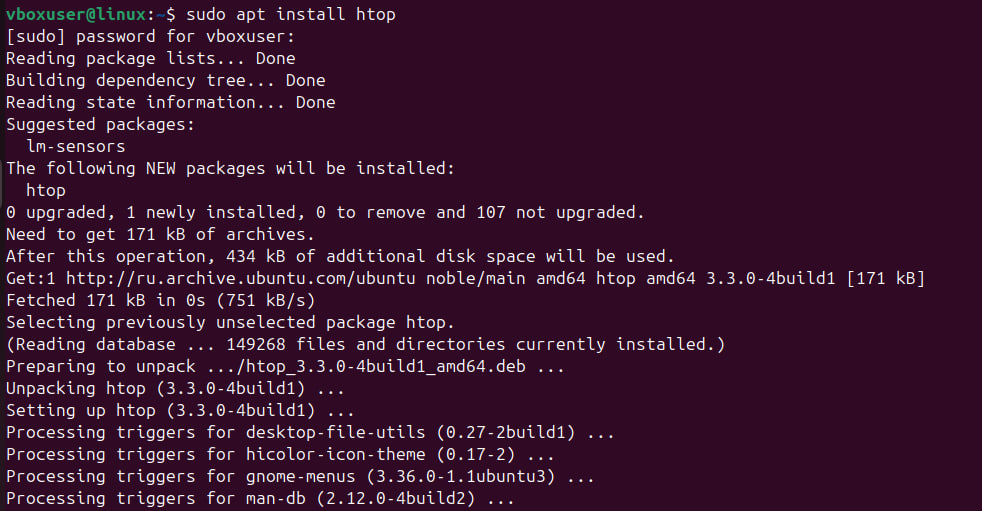 vboxuser@linux:~$ sudo apt install htop
[sudo] password for vboxuser:
Reading package lists... Done
Building dependency tree... Done
Reading state information... Done
Suggested packages:
  lm-sensors
The following NEW packages will be installed:
  htop
0 upgraded, 1 newly installed, 0 to remove and 107 not upgraded.
Need to get 171 kB of archives.
After this operation, 434 kB of additional disk space will be used.
Get:1 http://ru.archive.ubuntu.com/ubuntu noble/main amd64 htop amd64 3.3.0-4build1 [171 kB]
Fetched 171 kB in 0s (751 kB/s)
Selecting previously unselected package htop.
(Reading database ... 149268 files and directories currently installed.)
Preparing to unpack .../htop_3.3.0-4build1_amd64.deb ...
Unpacking htop (3.3.0-4build1) ...
Setting up htop (3.3.0-4build1) ...
Processing triggers for desktop-file-utils (0.27-2build1) ...
Processing triggers for hicolor-icon-theme (0.17-2) ...
Processing triggers for gnome-menus (3.36.0-1.1ubuntu3) ...
Processing triggers for man-db (2.12.0-4build2) ...